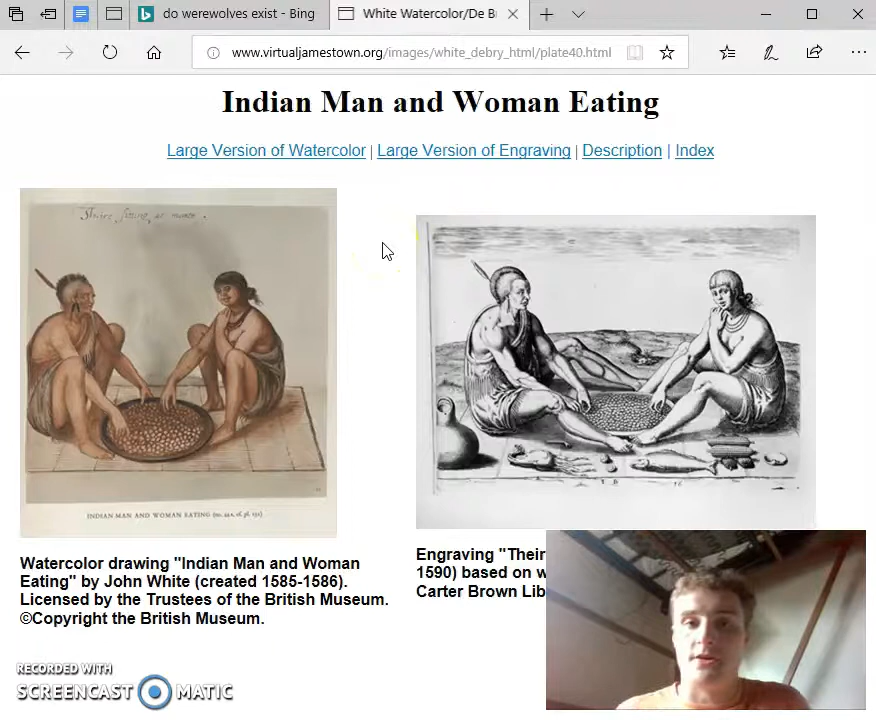 do werewolves exist - Bing
White Watercolor/De B
www.virtualjamestown.org/images/white_debry_html/plate40.html
Indian Man and Woman Eating
Large Version of Watercolor | Large Version of Engraving | Description | Index
INDIAN MAN AND WOMAN EATING
Watercolor drawing "Indian Man and Woman
Eating" by John White (created 1585-1586).
Licensed by the Trustees of the British Museum.
©Copyright the British Museum.
Engraving "Their
1590) based on w
Carter Brown Lib
RECORDED WITH
SCREENCAST MATIC